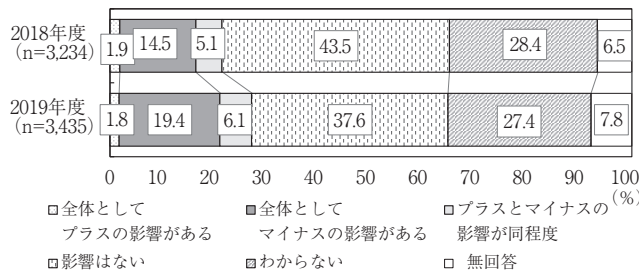 2018年度
(n=3,234)
1.9 14.5 5.1 43.5 28.4 6.5
2019年度
(n=3,435)
1.8 19.4 6.1 37.6 27.4 7.8
0 10 20 30 40 50 60 70 80 90 100
(%)
全体として
プラスの影響がある
全体として
マイナスの影響がある
プラスとマイナスの
影響が同程度
影響はない
わからない
無回答